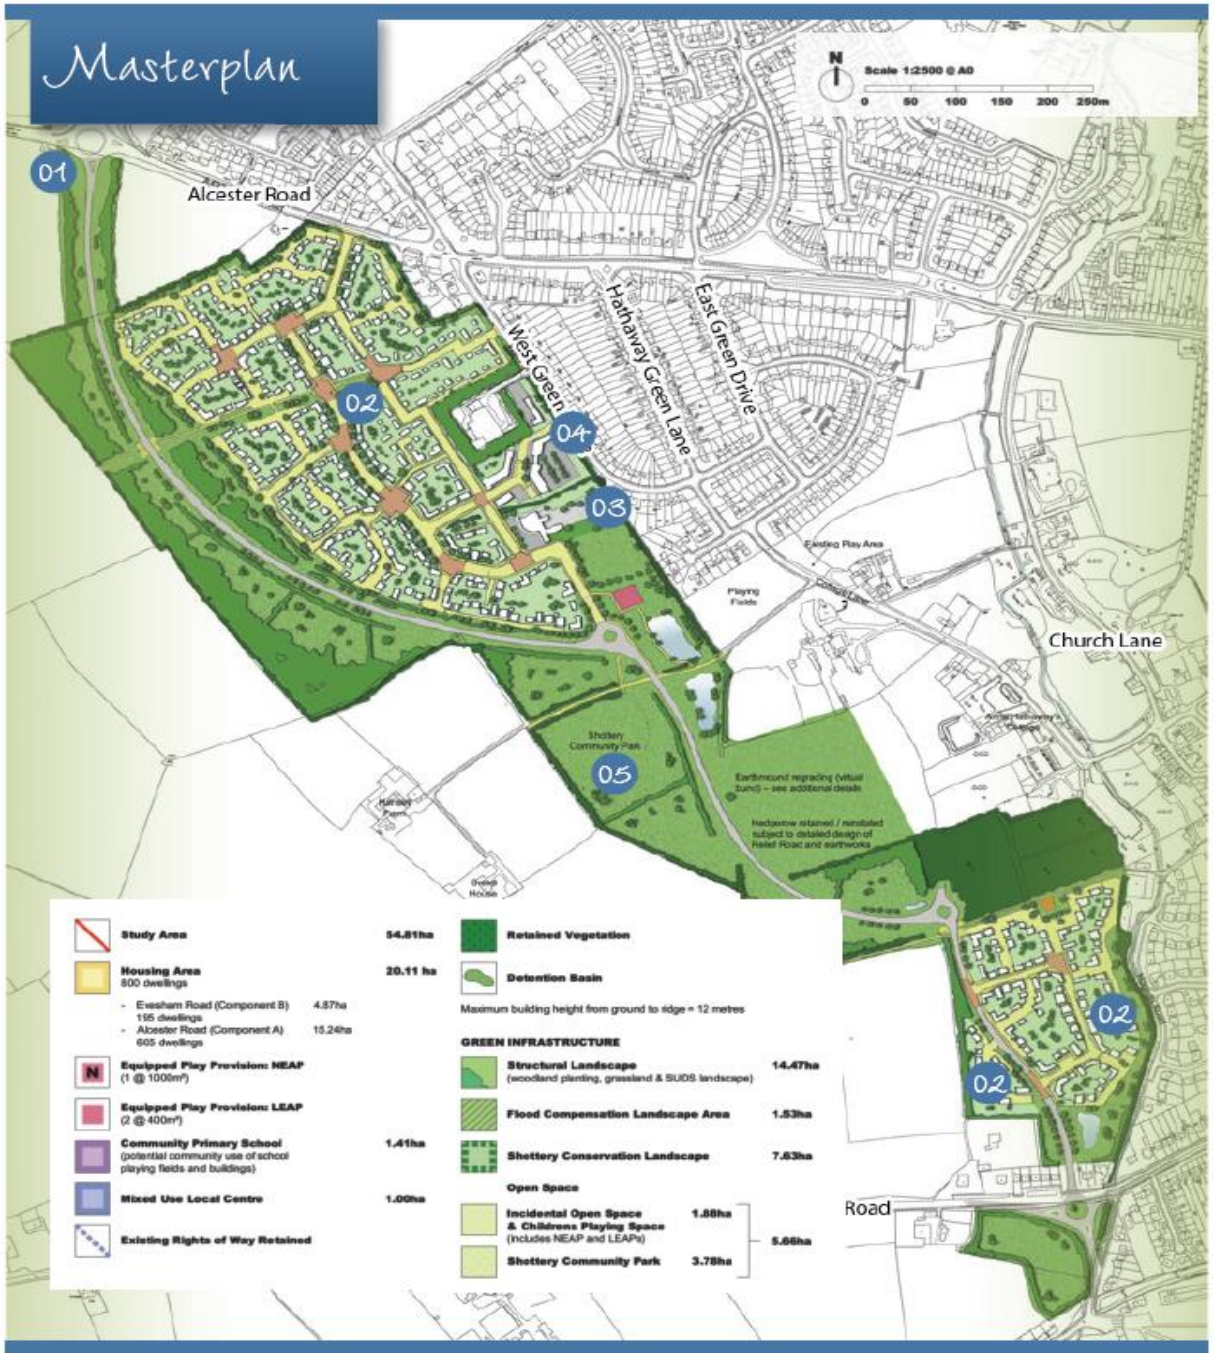 Masterplan
N
Scale 1:2500 @ A0
0 50 100 150 200 250m
01
Alcester Road
West Green
Hathaway Green Lane
East Green Drive
02
04
03
Existing Play Area
Playing
Fields
Church Lane
Shottery
Community Park
05
Earthmound regrading (virtual
bund) – see additional details
Hedgerow retained / reinstated
subject to detailed design of
Relief Road and earthworks
House
02
02
Road
Study Area 54.81ha
Housing Area 20.11 ha
800 dwellings
- Evesham Road (Component B) 4.87ha
195 dwellings
- Alcester Road (Component A) 15.24ha
605 dwellings
N Equipped Play Provision: NEAP
(1 @ 1000m²)
Equipped Play Provision: LEAP
(2 @ 400m²)
Community Primary School 1.41ha
(potential community use of school
playing fields and buildings)
Mixed Use Local Centre 1.00ha
Existing Rights of Way Retained
Retained Vegetation
Detention Basin
Maximum building height from ground to ridge = 12 metres
GREEN INFRASTRUCTURE
Structural Landscape 14.47ha
(woodland planting, grassland & SUDS landscape)
Flood Compensation Landscape Area 1.53ha
Shottery Conservation Landscape 7.63ha
Open Space
Incidental Open Space 1.88ha
& Childrens Playing Space
(includes NEAP and LEAPs)
5.66ha
Shottery Community Park 3.78ha